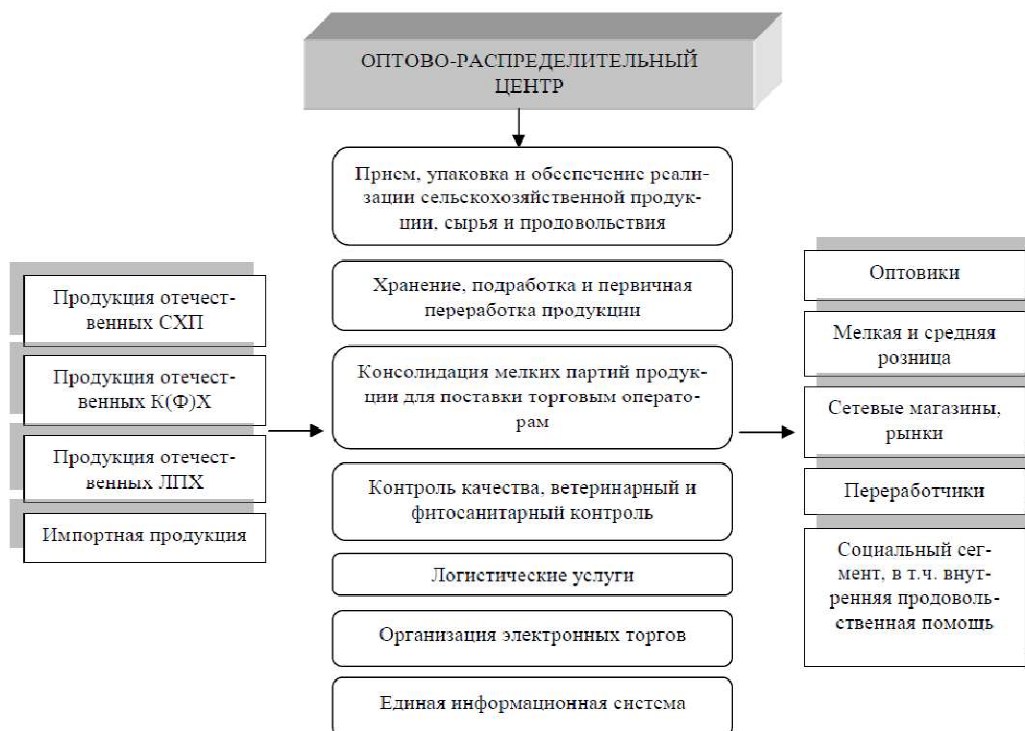 ОПТОВО-РАСПРЕДЕЛИТЕЛЬНЫЙ
ЦЕНТР
Прием, упаковка и обеспечение реали-
зации сельскохозяйственной продук-
ции, сырья и продовольствия
Хранение, подработка и первичная
переработка продукции
Консолидация мелких партий продук-
ции для поставки торговым операто-
рам
Контроль качества, ветеринарный и
фитосанитарный контроль
Логистические услуги
Организация электронных торгов
Единая информационная система
Продукция отечест-
венных СХП
Продукция отечест-
венных К(Ф)Х
Продукция отечест-
венных ЛПХ
Импортная продукция
Оптовики
Мелкая и средняя
розница
Сетевые магазины,
рынки
Переработчики
Социальный сег-
мент, в т.ч. внут-
ренняя продоволь-
ственная помощь